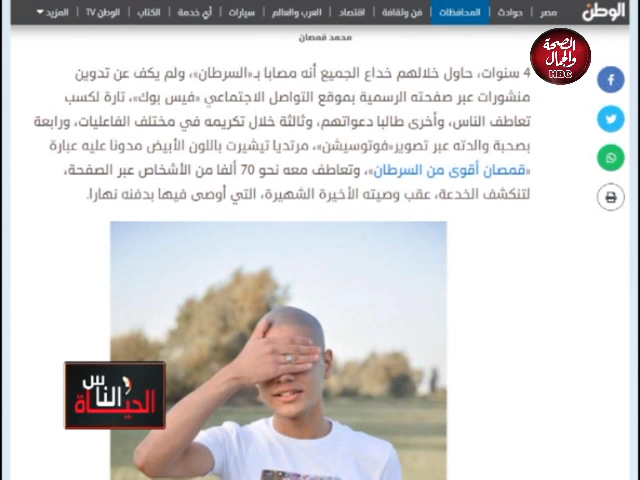 الوطن
مصر | حوادث | المحافظات | فن وثقافة | اقتصاد | العرب والعالم | سيارات | أي خدمة | الكتاب | الوطن TV | المزيد
محمد قمصان
الصحة
والجمال
HBC
4 سنوات، حاول خلالهم خداع الجميع أنه مصابا بـ«السرطان»، ولم يكف عن تدوين
منشورات عبر صفحته الرسمية بموقع التواصل الاجتماعي «فيس بوك»، تارة لكسب
تعاطف الناس، وأخرى طالبا دعواتهم، وثالثة خلال تكريمه في مختلف الفاعليات، ورابعة
بصحبة والدته عبر تصوير«فوتوسيشن»، مرتديا تيشيرت باللون الأبيض مدونا عليه عبارة
«قمصان أقوى من السرطان»، وتعاطف معه نحو 70 ألفا من الأشخاص عبر الصفحة،
لتنكشف الخدعة، عقب وصيته الأخيرة الشهيرة، التي أوصى فيها بدفنه نهارا.
الناس
و
الحياة